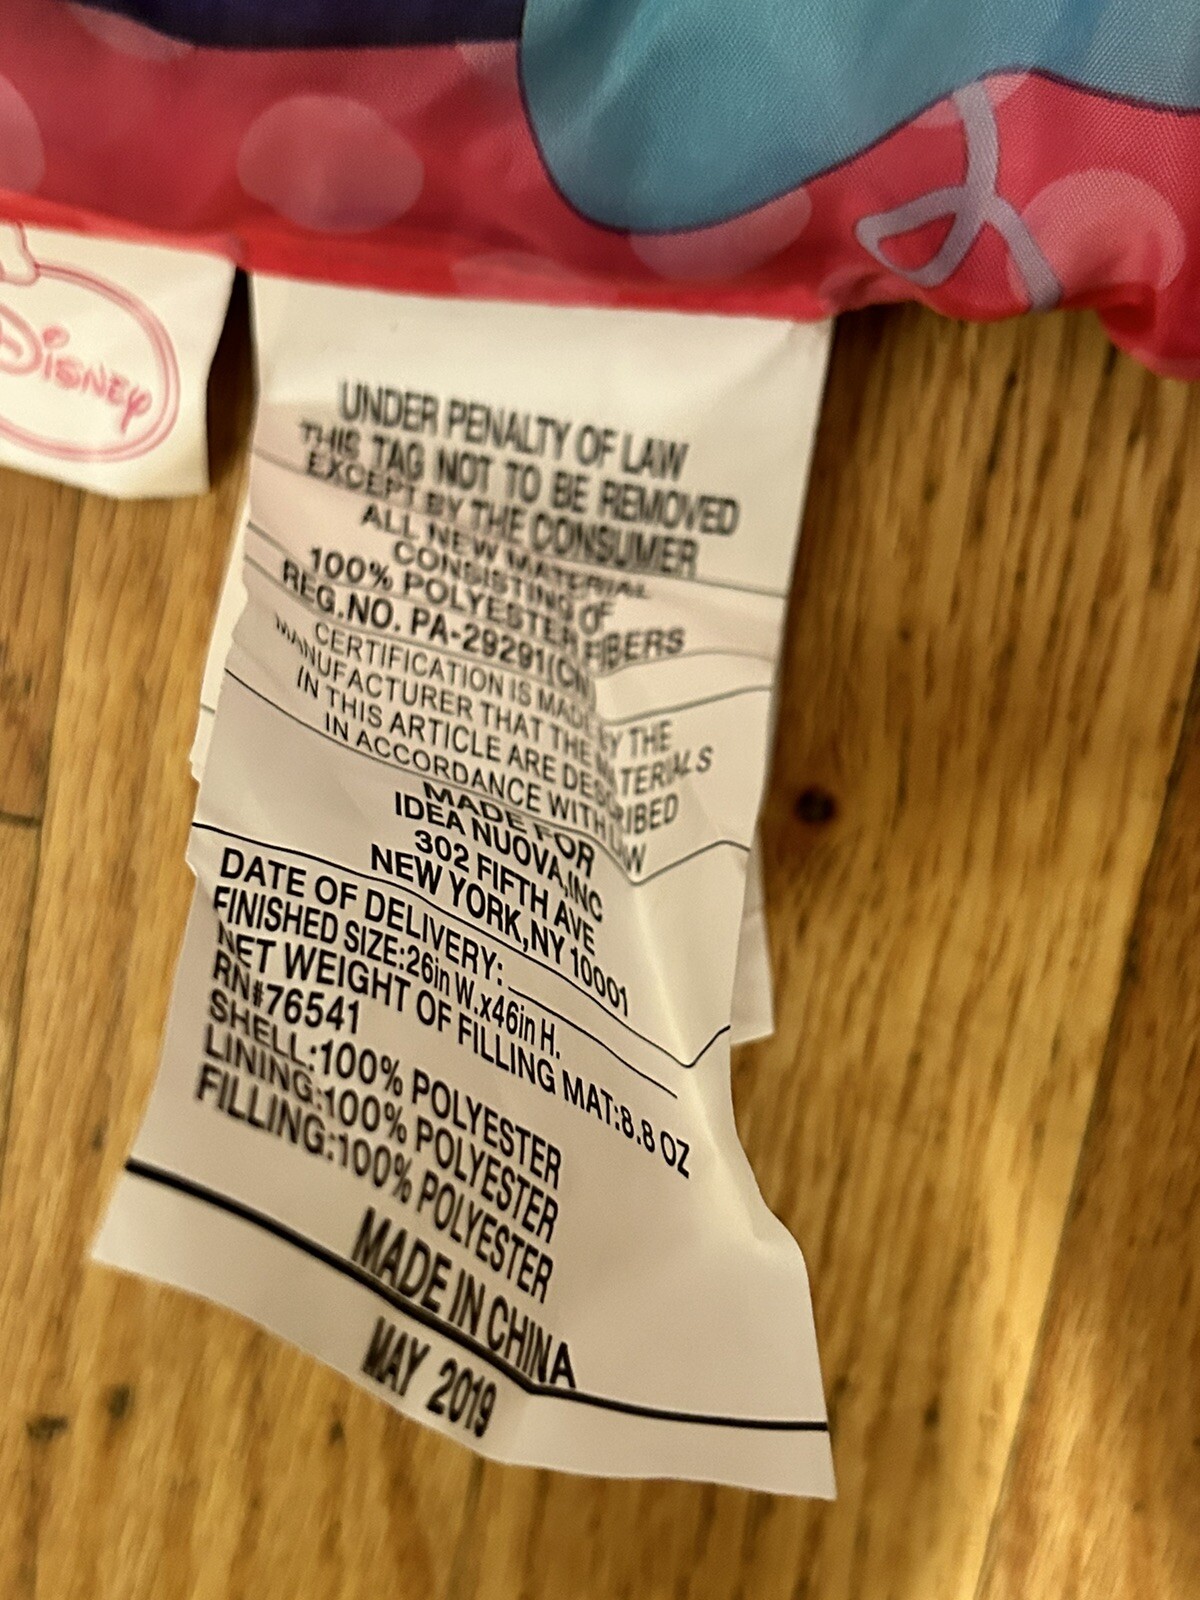 Disney
UNDER PENALTY OF LAW
THIS TAG NOT TO BE REMOVED
EXCEPT BY THE CONSUMER
ALL NEW MATERIAL
CONSISTING OF
100% POLYESTER FIBERS
REG.NO. PA-29291(CN)
CERTIFICATION IS MADE BY THE
MANUFACTURER THAT THE MATERIALS
IN THIS ARTICLE ARE DESCRIBED
IN ACCORDANCE WITH LAW
MADE FOR
IDEA NUOVA,INC
302 FIFTH AVE
NEW YORK,NY 10001
DATE OF DELIVERY:
FINISHED SIZE:26in W.x46in H.
NET WEIGHT OF FILLING MAT:8.8 OZ
RN#76541
SHELL:100% POLYESTER
LINING:100% POLYESTER
FILLING:100% POLYESTER
MADE IN CHINA
MAY 2019